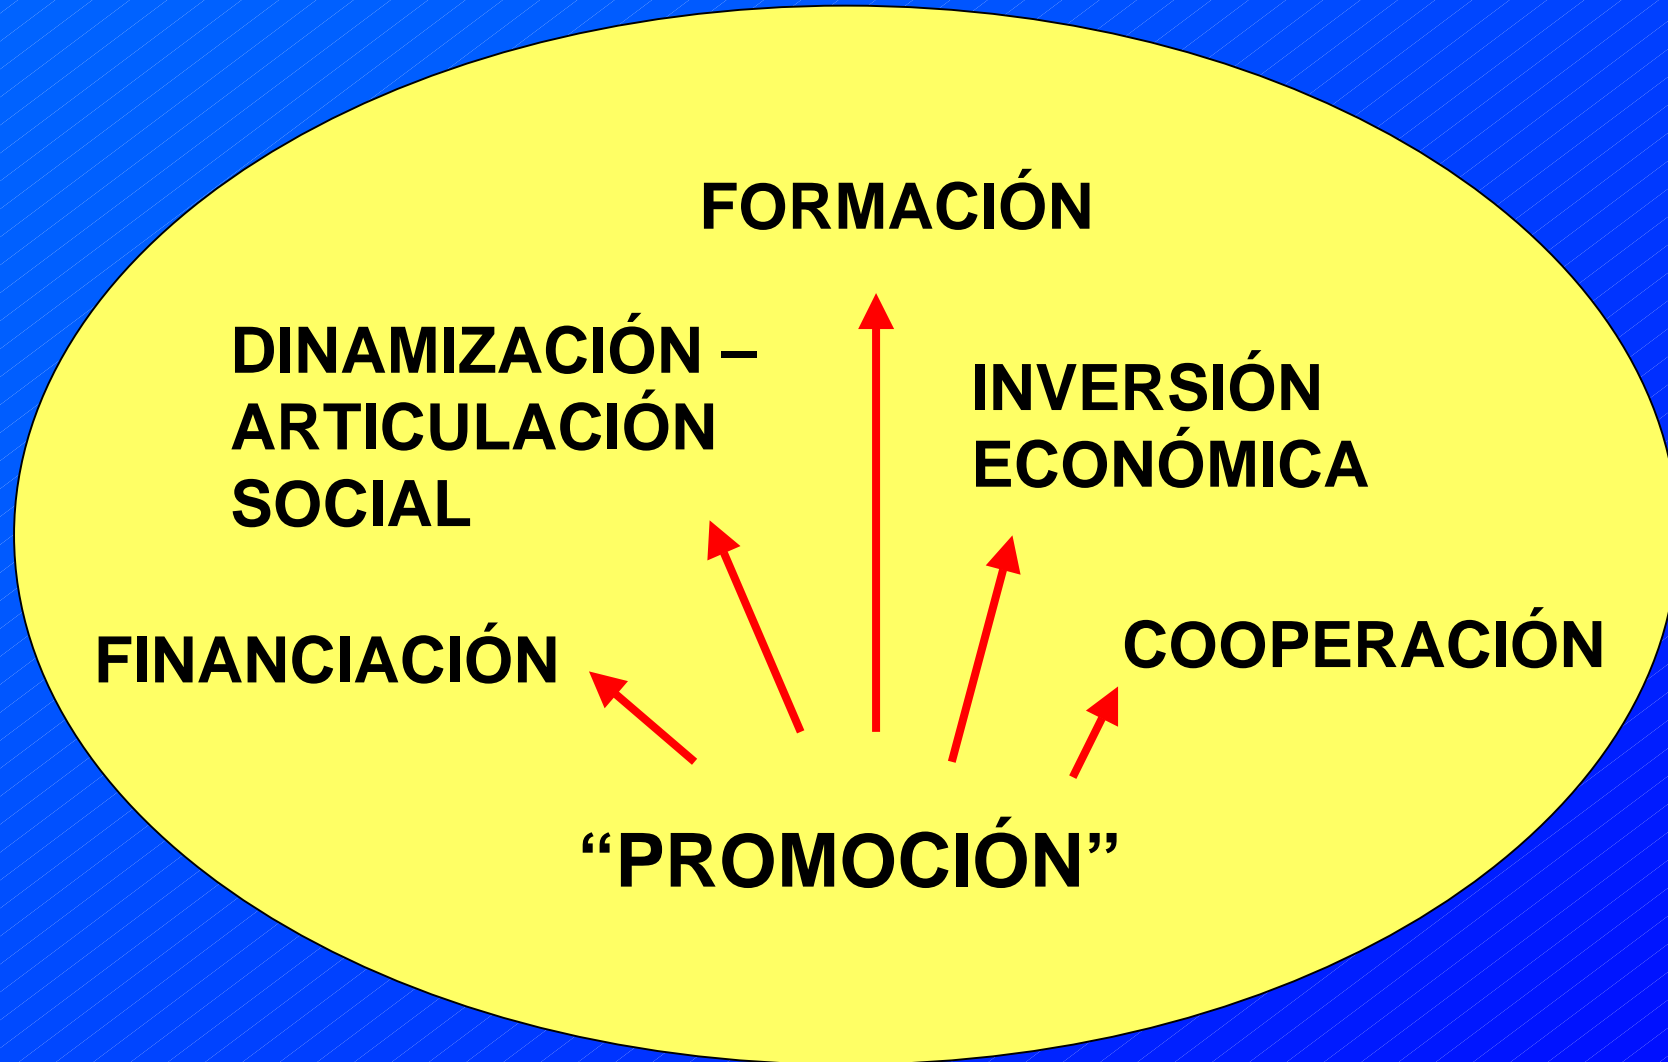 FORMACIÓN
DINAMIZACIÓN –
ARTICULACIÓN
SOCIAL
INVERSIÓN
ECONÓMICA
FINANCIACIÓN
COOPERACIÓN
“PROMOCIÓN”